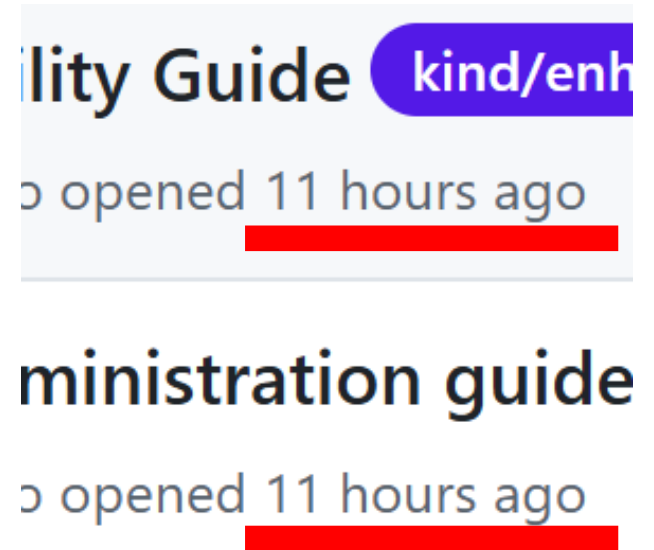 ility Guide kind/enh
o opened 11 hours ago
ministration guide
o opened 11 hours ago